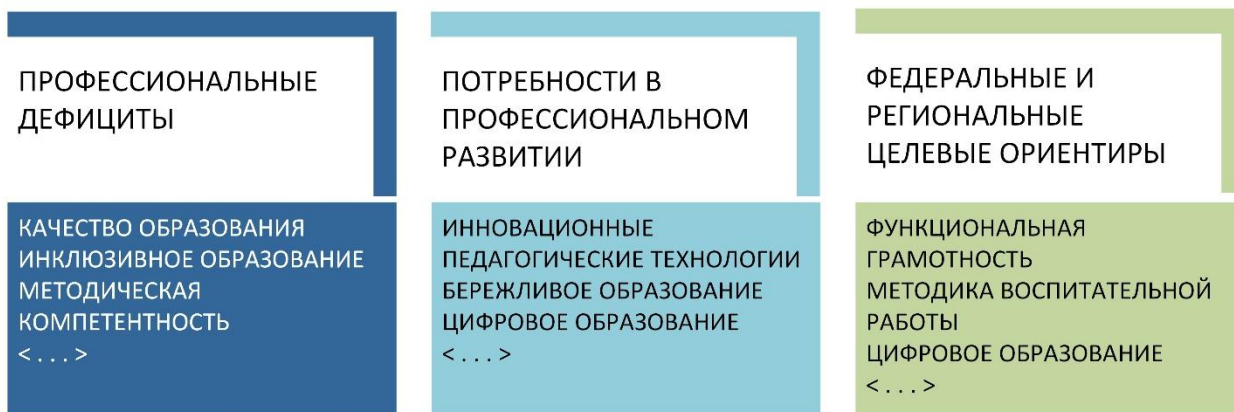 ПРОФЕССИОНАЛЬНЫЕ
ДЕФИЦИТЫ
КАЧЕСТВО ОБРАЗОВАНИЯ
ИНКЛЮЗИВНОЕ ОБРАЗОВАНИЕ
МЕТОДИЧЕСКАЯ
КОМПЕТЕНТНОСТЬ
< . . . >
ПОТРЕБНОСТИ В
ПРОФЕССИОНАЛЬНОМ
РАЗВИТИИ
ИННОВАЦИОННЫЕ
ПЕДАГОГИЧЕСКИЕ ТЕХНОЛОГИИ
БЕРЕЖЛИВОЕ ОБРАЗОВАНИЕ
ЦИФРОВОЕ ОБРАЗОВАНИЕ
< . . . >
ФЕДЕРАЛЬНЫЕ И
РЕГИОНАЛЬНЫЕ
ЦЕЛЕВЫЕ ОРИЕНТИРЫ
ФУНКЦИОНАЛЬНАЯ
ГРАМОТНОСТЬ
МЕТОДИКА ВОСПИТАТЕЛЬНОЙ
РАБОТЫ
ЦИФРОВОЕ ОБРАЗОВАНИЕ
< . . . >